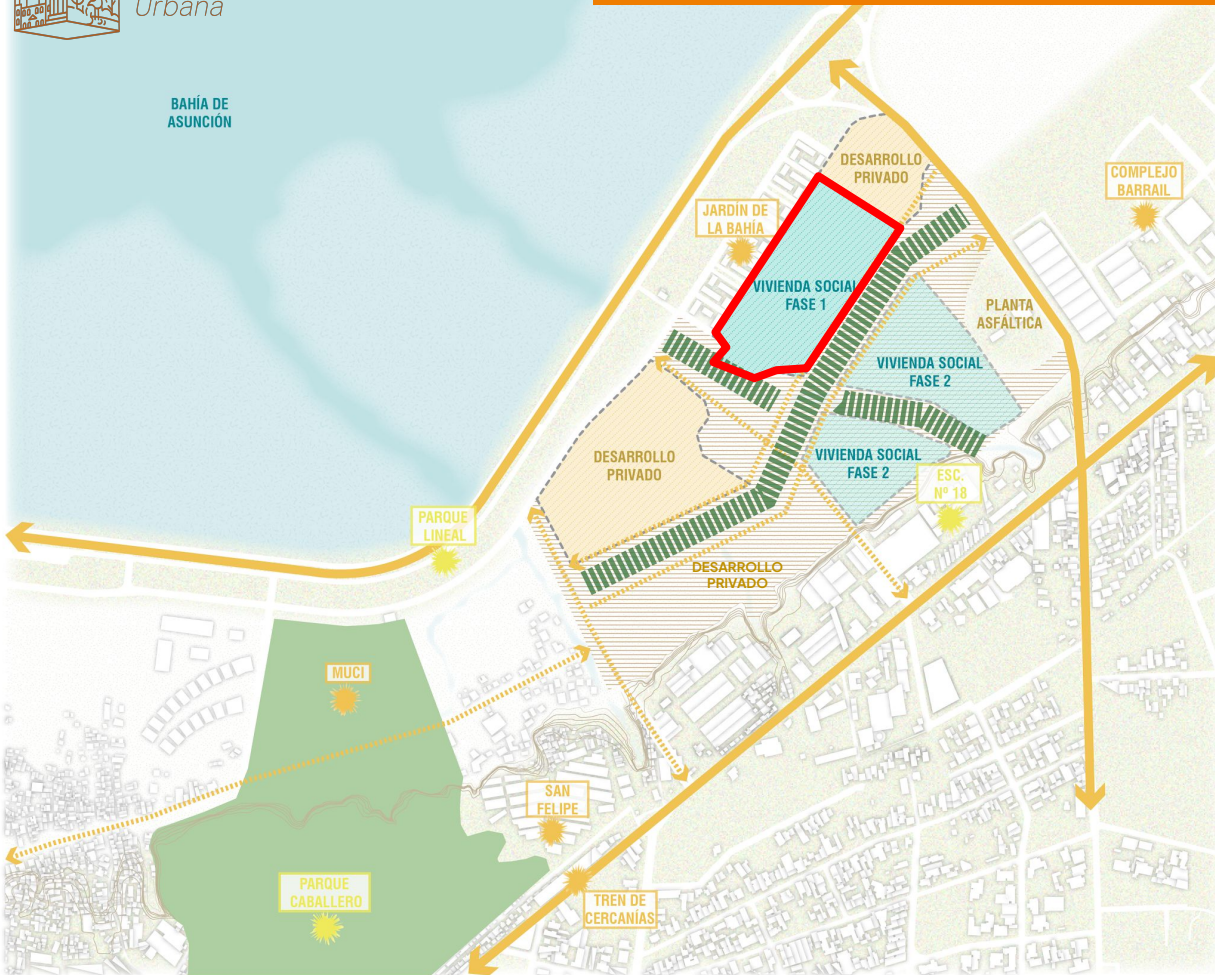 Urbana
BAHÍA DE
ASUNCIÓN
DESARROLLO
PRIVADO
COMPLEJO
BARRAIL
JARDÍN DE
LA BAHÍA
VIVIENDA SOCIAL
FASE 1
PLANTA
ASFÁLTICA
VIVIENDA SOCIAL
FASE 2
DESARROLLO
PRIVADO
VIVIENDA SOCIAL
FASE 2
ESC.
Nº 18
PARQUE
LINEAL
DESARROLLO
PRIVADO
MUCI
SAN
FELIPE
PARQUE
CABALLERO
TREN DE
CERCANÍAS